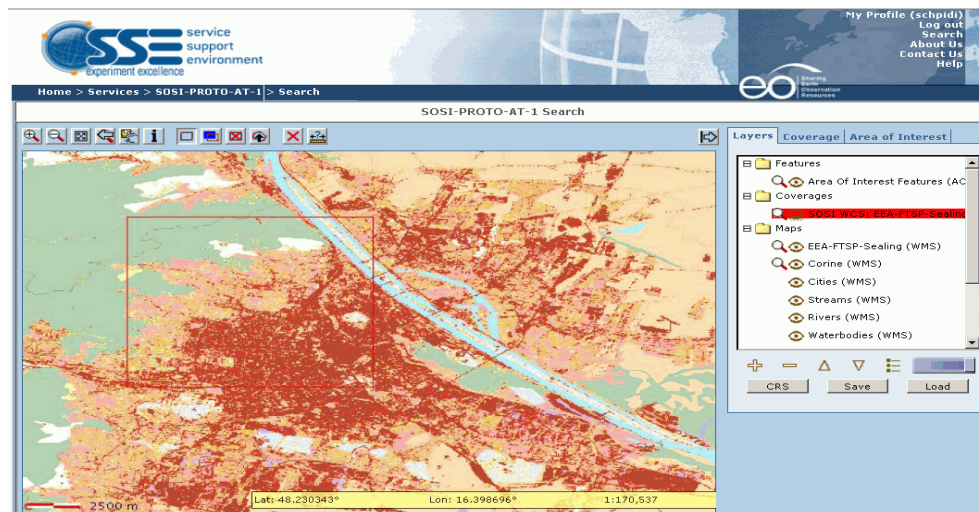 My Profile (schpidi)
Log out
Search
About Us
Contact Us
Help
SSE
service
support
environment
experiment excellence
eo
Sharing
Earth
Observation
Resources
Home > Services > SOSI-PROTO-AT-1 > Search
SOSI-PROTO-AT-1 Search
Layers Coverage Area of Interest
Features
Area Of Interest Features (AO
Coverages
SOSI WCS: EEA-FTSP-Sealing
Maps
EEA-FTSP-Sealing (WMS)
Corine (WMS)
Cities (WMS)
Streams (WMS)
Rivers (WMS)
Waterbodies (WMS)
CRS Save Load
Lat: 48.230343° Lon: 16.398696° 1:170,537
2500 m